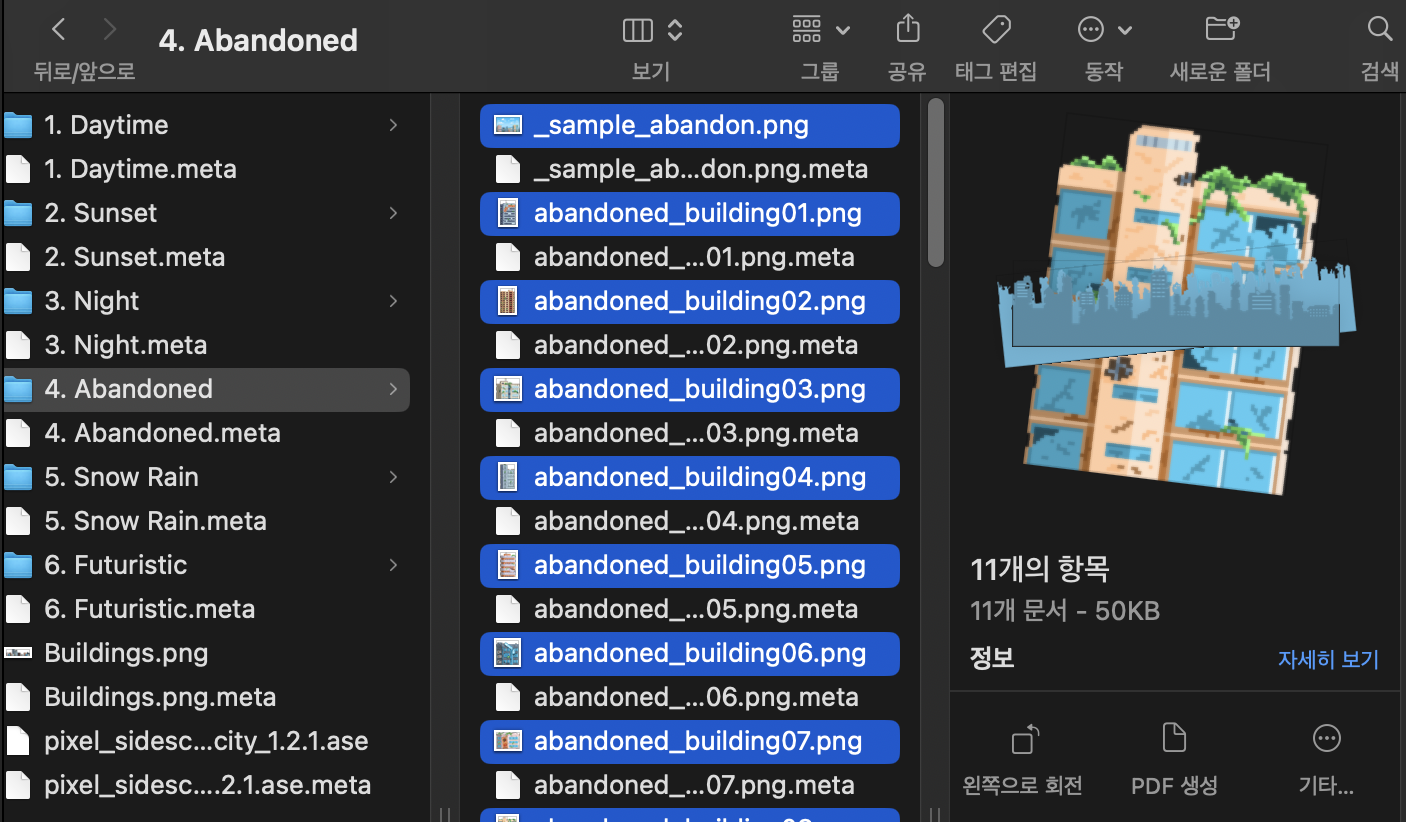 4. Abandoned
뒤로/앞으로
보기
그룹
공유
태그 편집
동작
새로운 폴더
검색
1. Daytime
1. Daytime.meta
2. Sunset
2. Sunset.meta
3. Night
3. Night.meta
4. Abandoned
4. Abandoned.meta
5. Snow Rain
5. Snow Rain.meta
6. Futuristic
6. Futuristic.meta
Buildings.png
Buildings.png.meta
pixel_sidesc...city_1.2.1.ase
pixel_sidesc....2.1.ase.meta
_sample_abandon.png
_sample_ab...don.png.meta
abandoned_building01.png
abandoned_...01.png.meta
abandoned_building02.png
abandoned_...02.png.meta
abandoned_building03.png
abandoned_...03.png.meta
abandoned_building04.png
abandoned_...04.png.meta
abandoned_building05.png
abandoned_...05.png.meta
abandoned_building06.png
abandoned_...06.png.meta
abandoned_building07.png
abandoned_...07.png.meta
11개의 항목
11개 문서 - 50KB
정보
자세히 보기
왼쪽으로 회전
PDF 생성
기타...